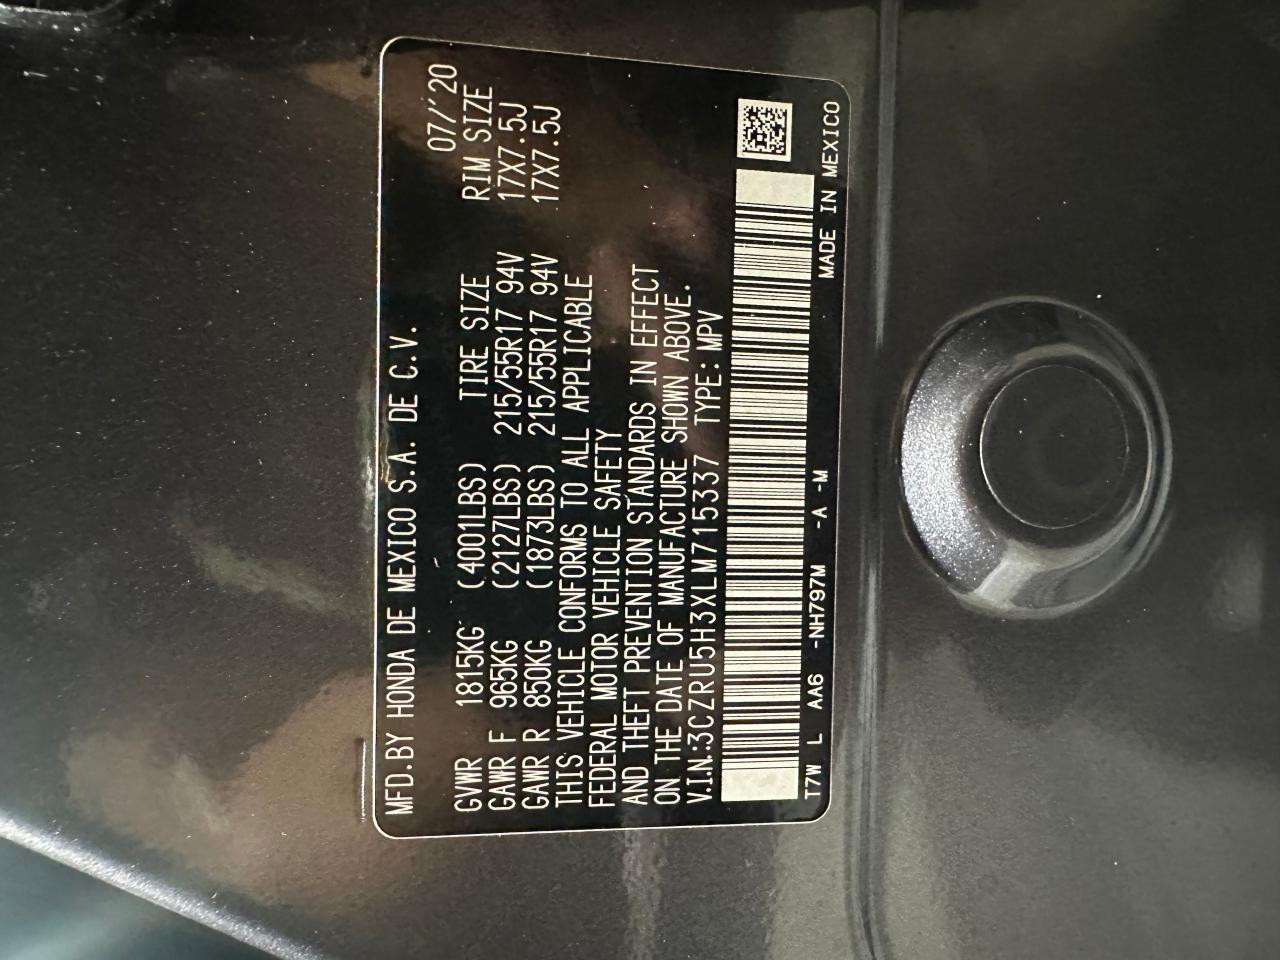 MFD.BY HONDA DE MEXICO S.A. DE C.V.
07/'20
GVWR 1815KG (4001LBS) TIRE SIZE RIM SIZE
GAWR F 965KG (2127LBS) 215/55R17 94V 17X7.5J
GAWR R 850KG (1873LBS) 215/55R17 94V 17X7.5J
THIS VEHICLE CONFORMS TO ALL APPLICABLE
FEDERAL MOTOR VEHICLE SAFETY
AND THEFT PREVENTION STANDARDS IN EFFECT
ON THE DATE OF MANUFACTURE SHOWN ABOVE.
V.I.N:3CZRU5H3XLM715337 TYPE:MPV
T7W L AA6 -NH797M -A -M MADE IN MEXICO